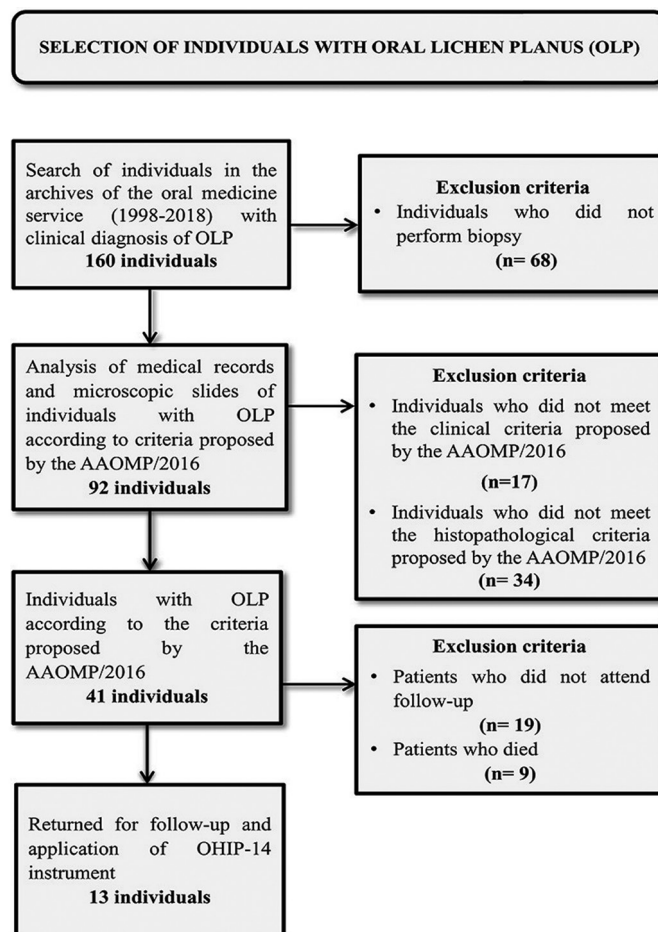 SELECTION OF INDIVIDUALS WITH ORAL LICHEN PLANUS (OLP)
Search of individuals in the
archives of the oral medicine
service (1998-2018) with
clinical diagnosis of OLP
160 individuals
Exclusion criteria
• Individuals who did not
perform biopsy
(n= 68)
Analysis of medical records
and microscopic slides of
individuals with OLP
according to criteria proposed
by the AAOMP/2016
92 individuals
Exclusion criteria
• Individuals who did not meet
the clinical criteria proposed
by the AAOMP/2016
(n=17)
• Individuals who did not meet
the histopathological criteria
proposed by the AAOMP/2016
(n= 34)
Individuals with OLP
according to the criteria
proposed by the
AAOMP/2016
41 individuals
Exclusion criteria
• Patients who did not attend
follow-up
(n= 19)
• Patients who died
(n= 9)
Returned for follow-up and
application of OHIP-14
instrument
13 individuals